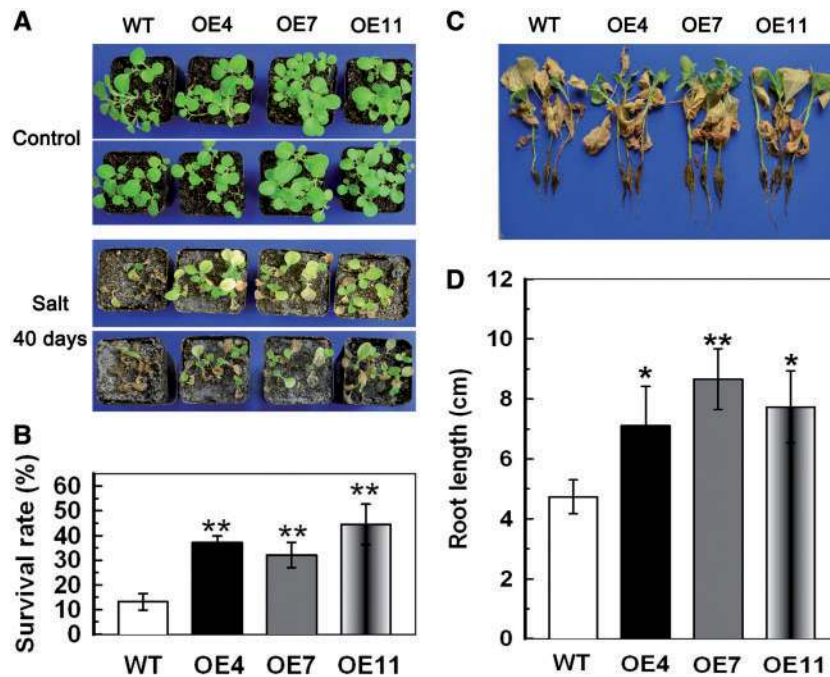 A
WT OE4 OE7 OE11
Control
Salt
40 days
B
Survival rate (%)
60
50
40
30
20
10
0
** ** **
WT OE4 OE7 OE11
C
WT OE4 OE7 OE11
D
Root length (cm)
12
10
8
6
4
2
0
* ** *
WT OE4 OE7 OE11